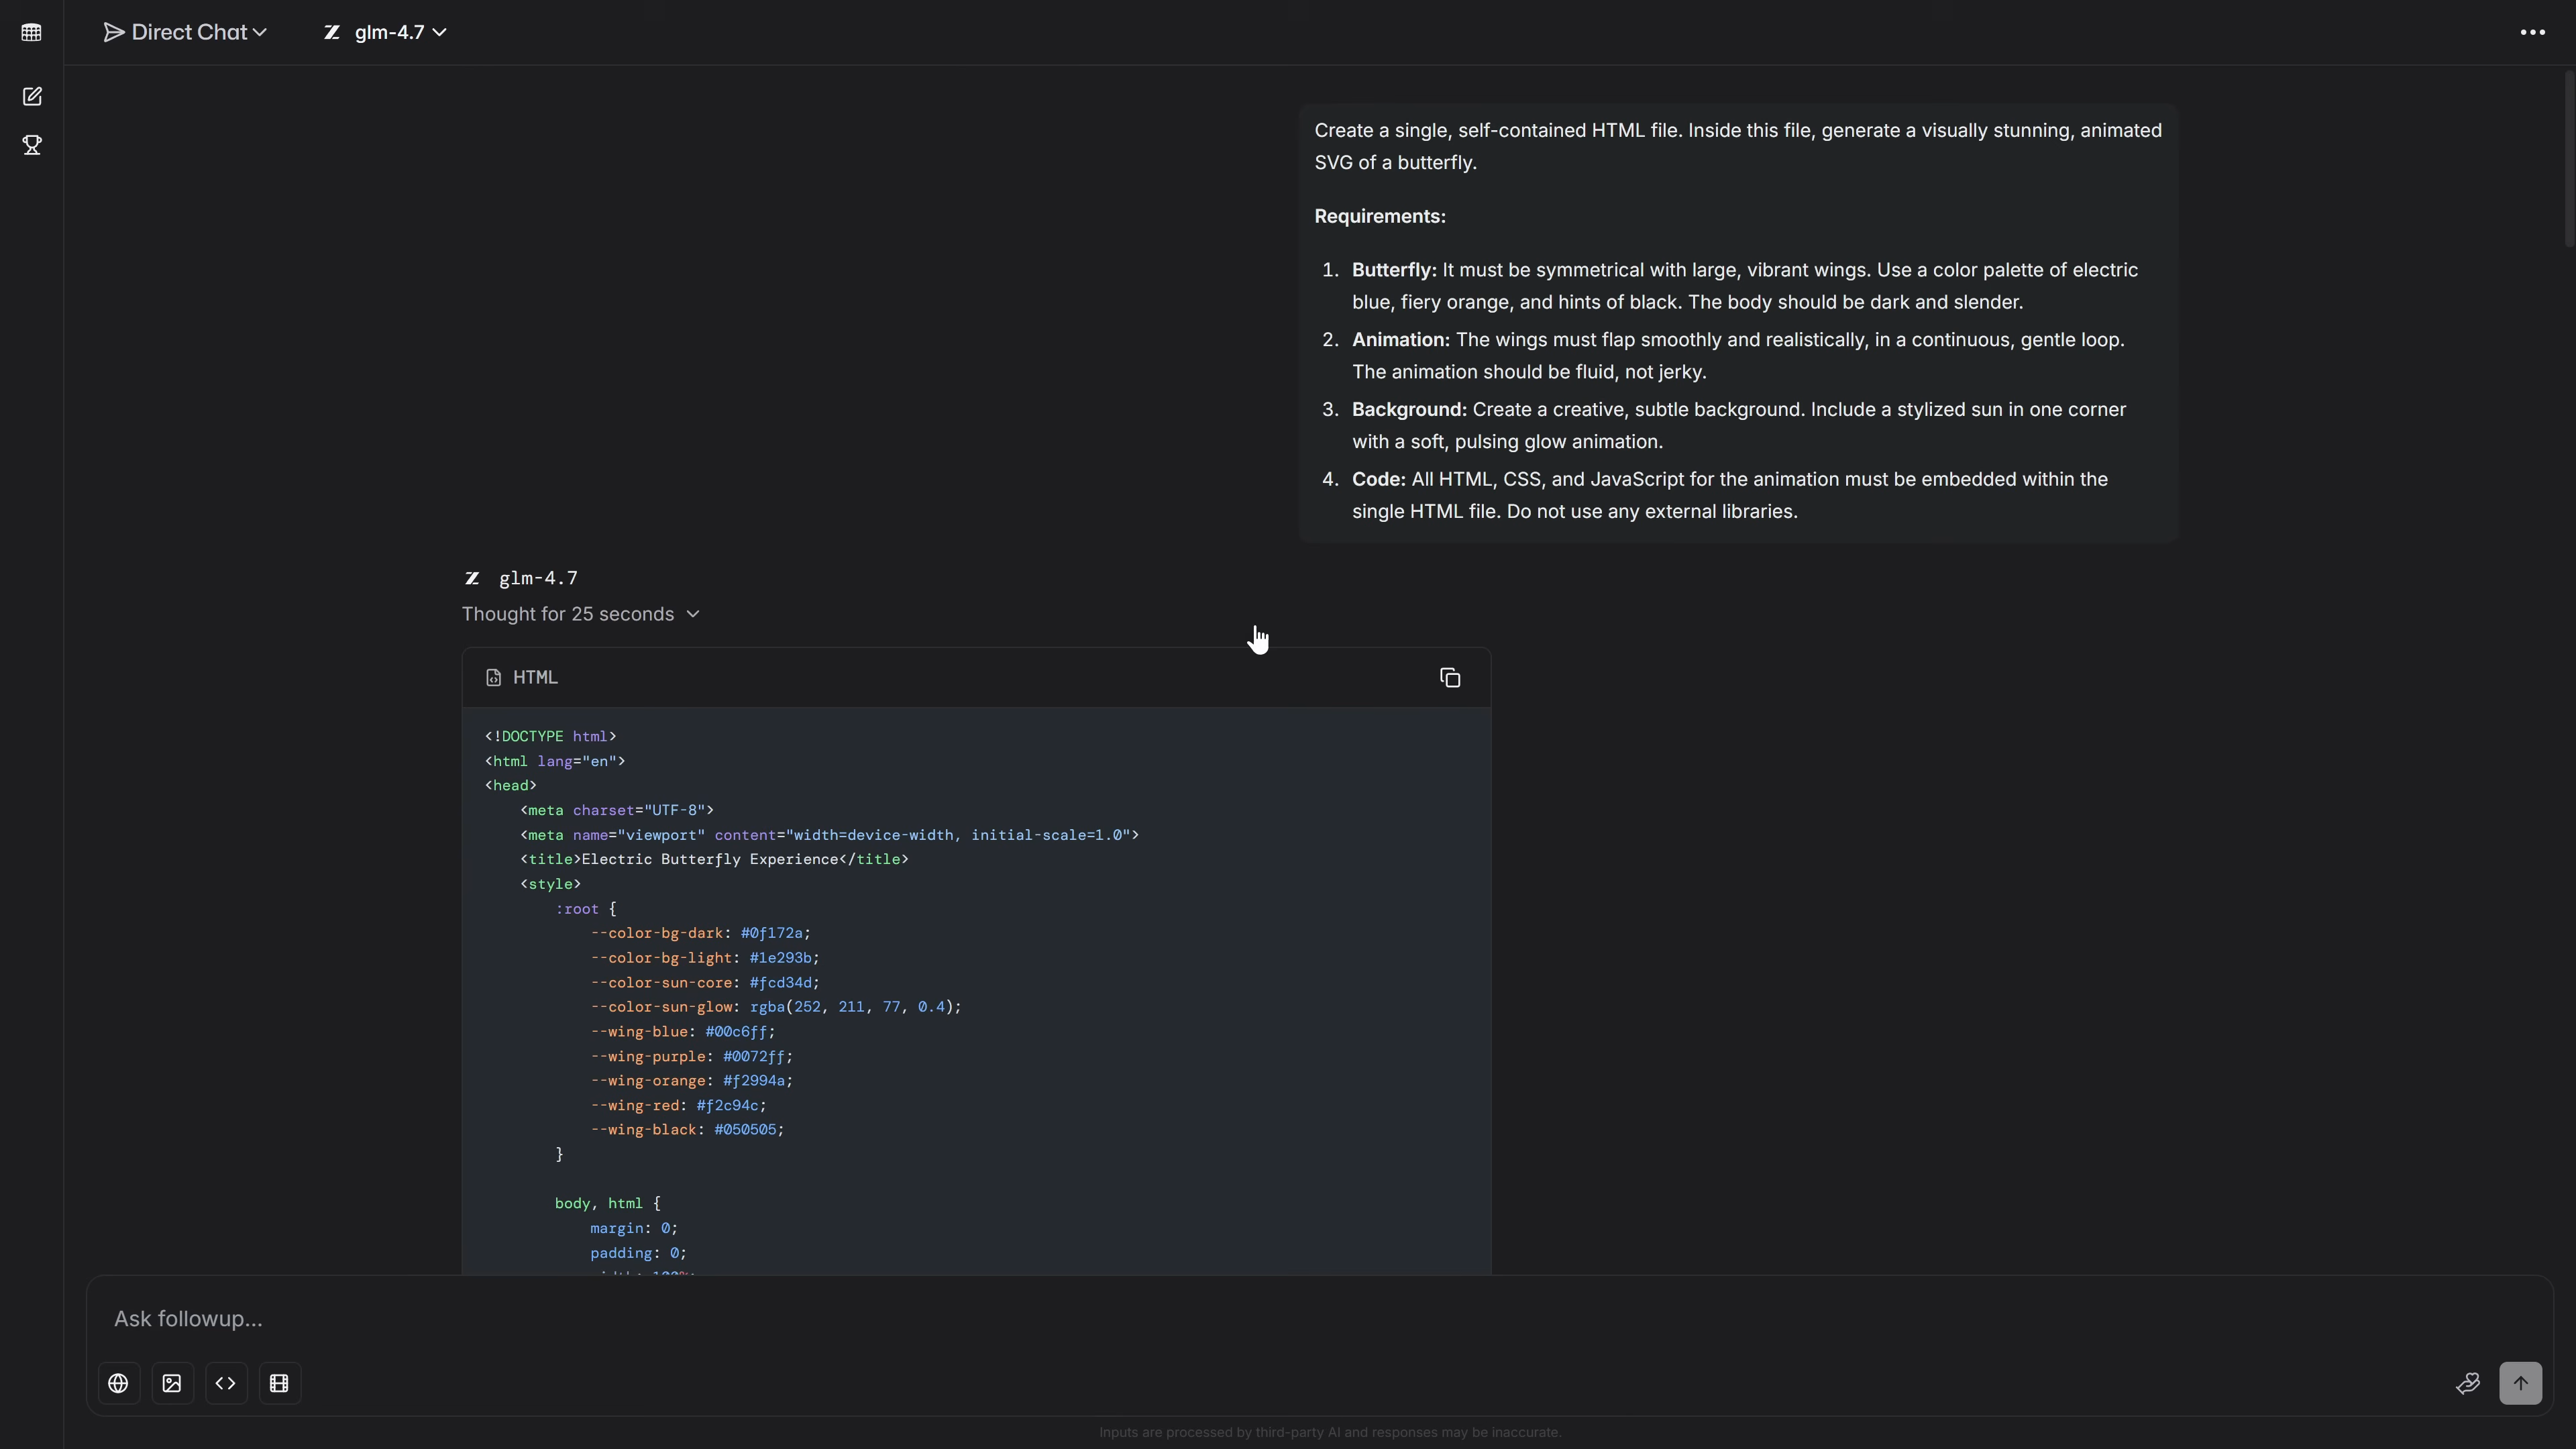 Direct Chat
glm-4.7
Create a single, self-contained HTML file. Inside this file, generate a visually stunning, animated
SVG of a butterfly.
Requirements:
1. Butterfly: It must be symmetrical with large, vibrant wings. Use a color palette of electric
blue, fiery orange, and hints of black. The body should be dark and slender.
2. Animation: The wings must flap smoothly and realistically, in a continuous, gentle loop.
The animation should be fluid, not jerky.
3. Background: Create a creative, subtle background. Include a stylized sun in one corner
with a soft, pulsing glow animation.
4. Code: All HTML, CSS, and JavaScript for the animation must be embedded within the
single HTML file. Do not use any external libraries.
glm-4.7
Thought for 25 seconds
HTML
<!DOCTYPE html>
<html lang="en">
<head>
<meta charset="UTF-8">
<meta name="viewport" content="width=device-width, initial-scale=1.0">
<title>Electric Butterfly Experience</title>
<style>
:root {
--color-bg-dark: #0f172a;
--color-bg-light: #1e293b;
--color-sun-core: #fcd34d;
--color-sun-glow: rgba(252, 211, 77, 0.4);
--wing-blue: #00c6ff;
--wing-purple: #0072ff;
--wing-orange: #f2994a;
--wing-red: #f2c94c;
--wing-black: #050505;
}
body, html {
margin: 0;
padding: 0;
Ask followup...
Inputs are processed by third-party AI and responses may be inaccurate.